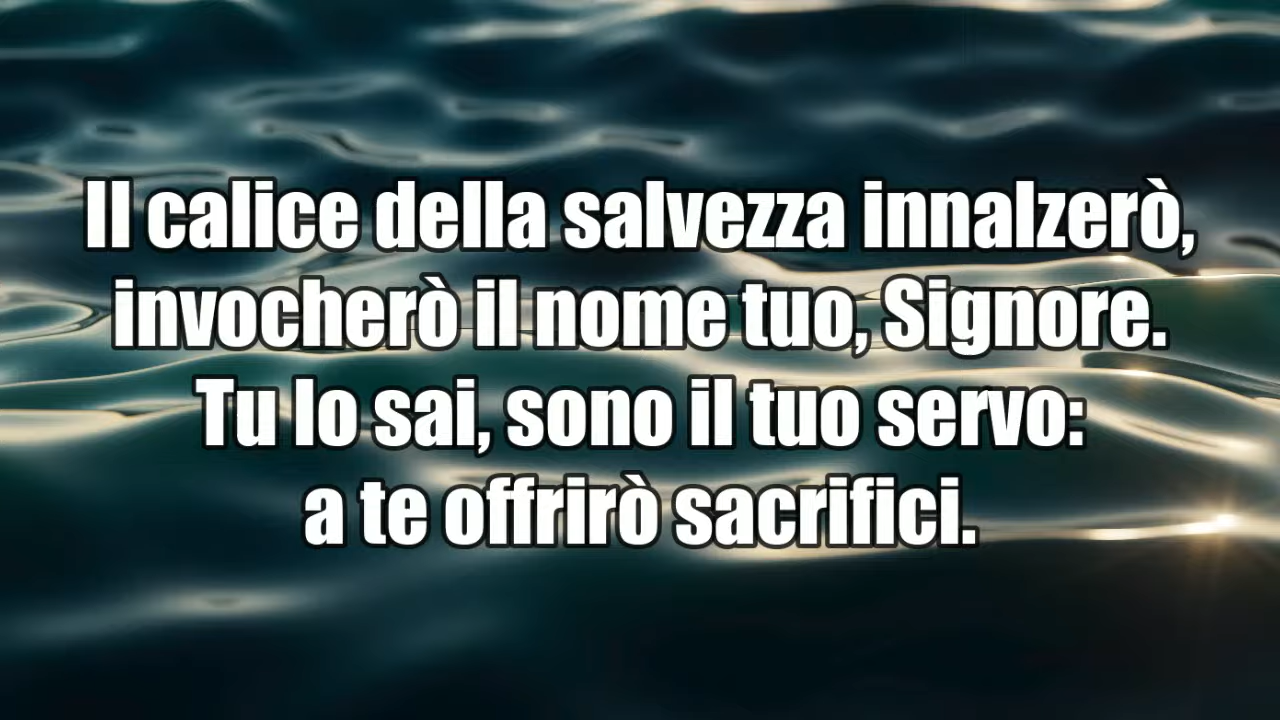 Il calice della salvezza innalzerò,
invocherò il nome tuo, Signore.
Tu lo sai, sono il tuo servo:
a te offrirò sacrifici.